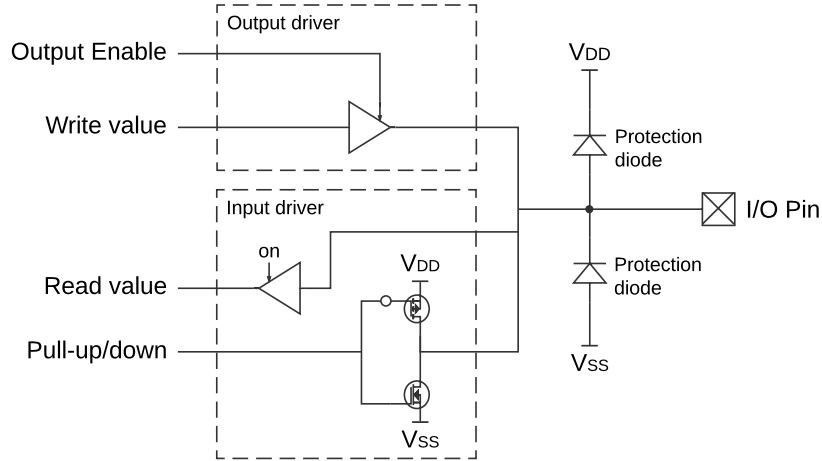 Output driver
Output Enable
Write value
VDD
Protection
diode
I/O Pin
Input driver
on
VDD
Read value
Protection
diode
Pull-up/down
VSS
VSS